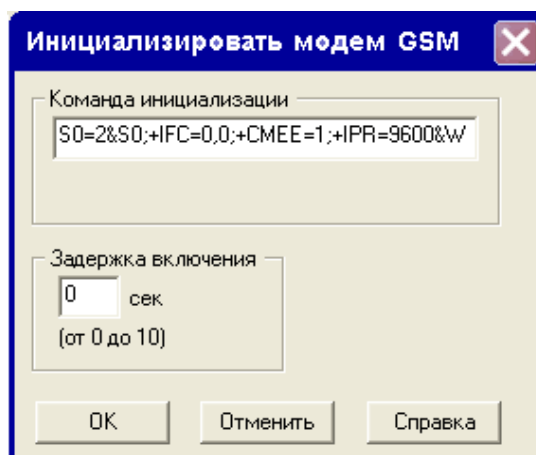 Инициализировать модем GSM
Команда инициализации
S0=2&S0;+IFC=0,0;+CMEE=1;+IPR=9600&W
Задержка включения
0 сек
(от 0 до 10)
OK Отменить Справка